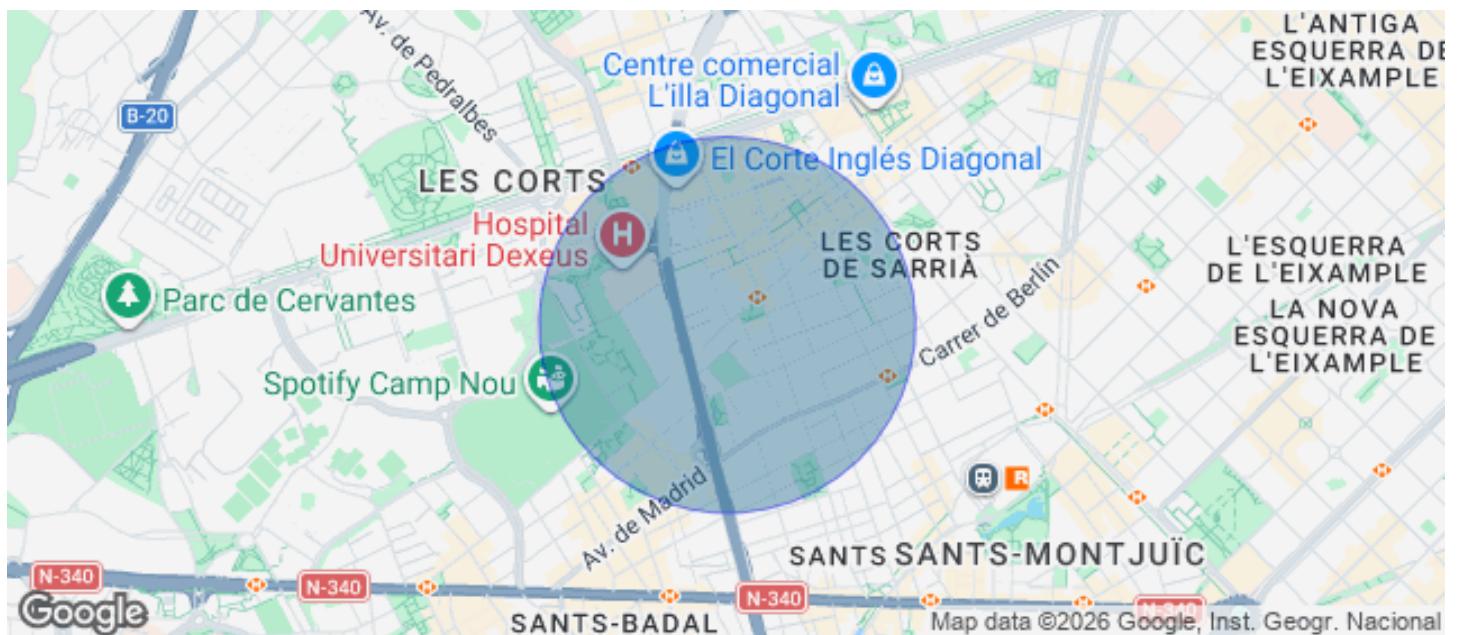 L'ANTIGA
ESQUERRA DE
L'EIXAMPLE
Av. de Pedralbes
Centre comercial
L'illa Diagonal
B-20
El Corte Inglés Diagonal
LES CORTS
Hospital
Universitari Dexeus
H
LES CORTS
DE SARRIÀ
L'ESQUERRA
DE L'EIXAMPLE
Parc de Cervantes
LA NOVA
ESQUERRA DE
L'EIXAMPLE
Carrer de Berlín
Spotify Camp Nou
Av. de Madrid
R
SANTS
SANTS-MONTJUÏC
N-340
N-340
N-340
N-340
Google
SANTS-BADAL
Map data ©2026 Google, Inst. Geogr. Nacional